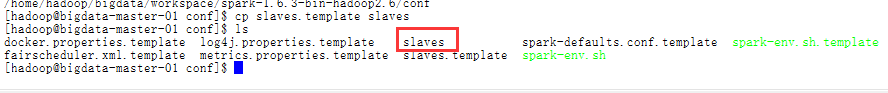 /home/hadoop/bigdata/workspace/spark-1.6.3-bin-hadoop2.6/conf
[hadoop@bigdata-master-01 conf]$ cp slaves.template slaves
[hadoop@bigdata-master-01 conf]$ ls
docker.properties.template log4j.properties.template slaves spark-defaults.conf.template spark-env.sh.template
fairscheduler.xml.template metrics.properties.template slaves.template spark-env.sh
[hadoop@bigdata-master-01 conf]$